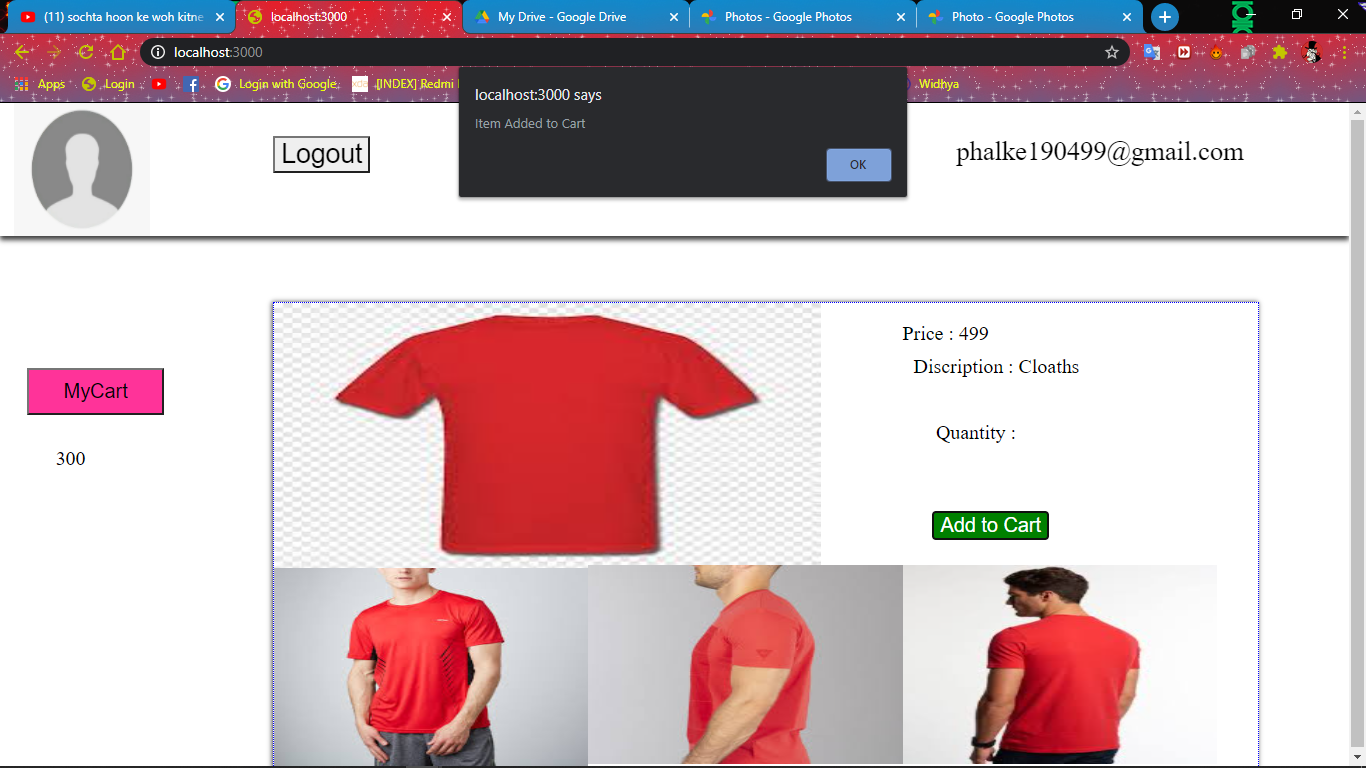 (11) sochta hoon ke woh kitne
localhost:3000
My Drive - Google Drive
Photos - Google Photos
Photo - Google Photos
localhost:3000
Apps
Login
Login with Google
[INDEX] Redmi
Widhya
localhost:3000 says
Item Added to Cart
OK
Logout
phalke190499@gmail.com
Price : 499
Discription : Cloaths
MyCart
Quantity :
300
Add to Cart